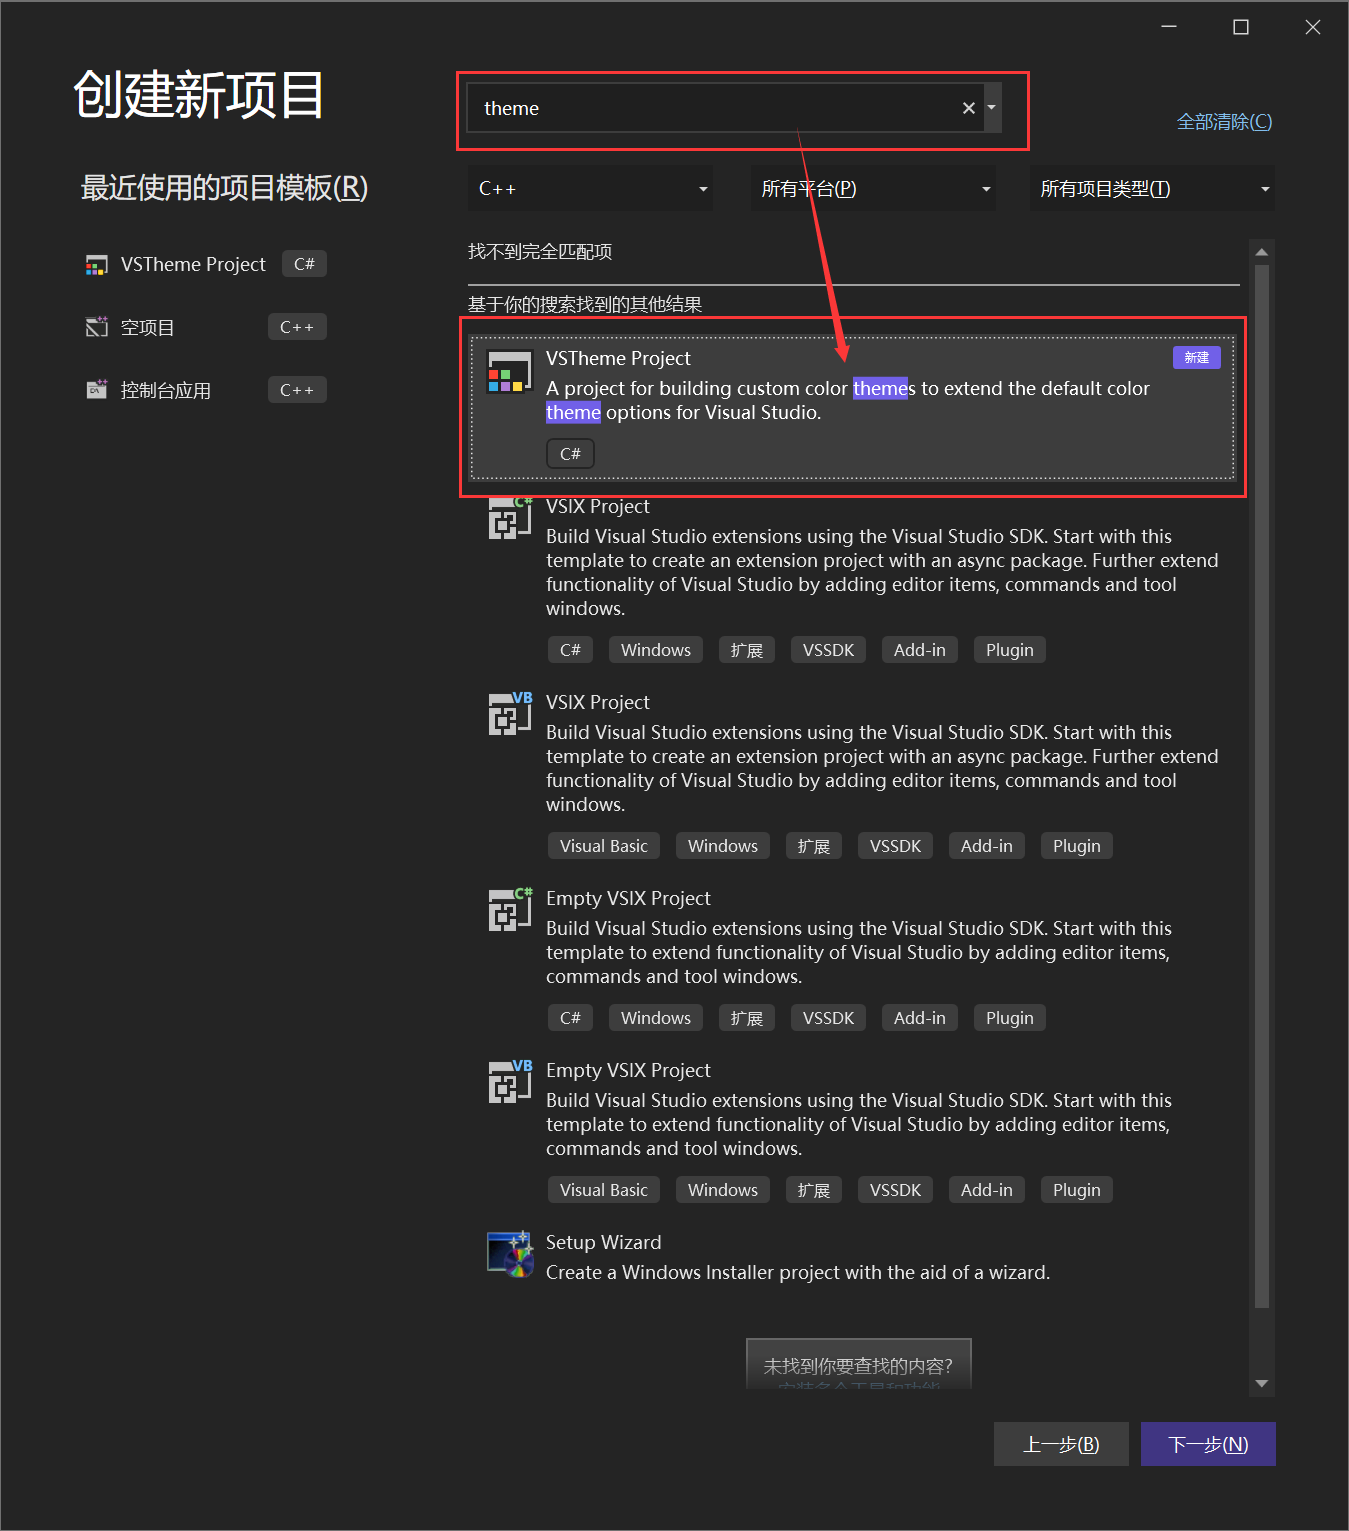 创建新项目
theme
全部清除(C)
最近使用的项目模板(R)
C++
所有平台(P)
所有项目类型(T)
VSTheme Project
C#
空项目
C++
控制台应用
C++
找不到完全匹配项
基于你的搜索找到的其他结果
VSTheme Project
新建
A project for building custom color themes to extend the default color
theme options for Visual Studio.
C#
VSIX Project
Build Visual Studio extensions using the Visual Studio SDK. Start with this
template to create an extension project with an async package. Further extend
functionality of Visual Studio by adding editor items, commands and tool
windows.
C# Windows 扩展 VSSDK Add-in Plugin
VB
VSIX Project
Build Visual Studio extensions using the Visual Studio SDK. Start with this
template to create an extension project with an async package. Further extend
functionality of Visual Studio by adding editor items, commands and tool
windows.
Visual Basic Windows 扩展 VSSDK Add-in Plugin
C#
Empty VSIX Project
Build Visual Studio extensions using the Visual Studio SDK. Start with this
template to extend functionality of Visual Studio by adding editor items,
commands and tool windows.
C# Windows 扩展 VSSDK Add-in Plugin
VB
Empty VSIX Project
Build Visual Studio extensions using the Visual Studio SDK. Start with this
template to extend functionality of Visual Studio by adding editor items,
commands and tool windows.
Visual Basic Windows 扩展 VSSDK Add-in Plugin
Setup Wizard
Create a Windows Installer project with the aid of a wizard.
未找到你要查找的内容?
安装多个工具和功能
上一步(B)
下一步(N)